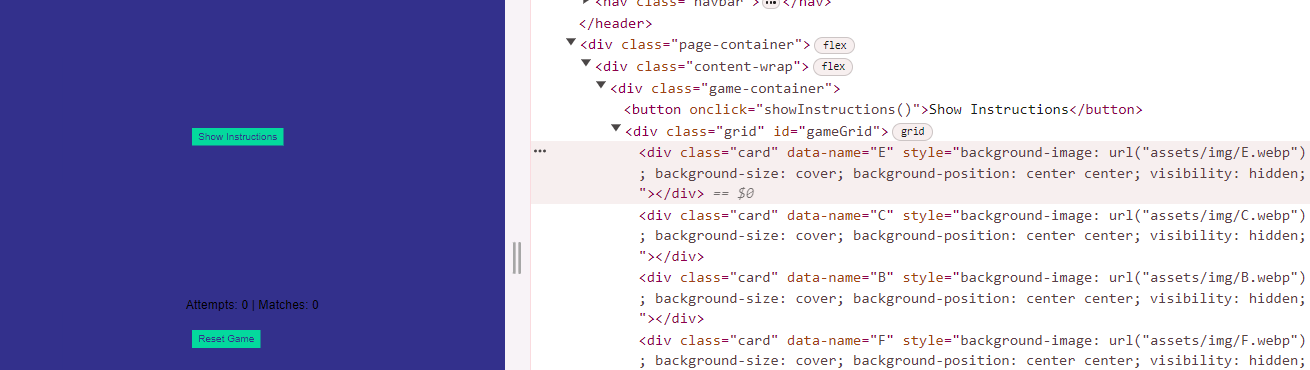 <nav class="navbar"> </nav>
</header>
<div class="page-container"> flex
<div class="content-wrap"> flex
<div class="game-container">
<button onclick="showInstructions()">Show Instructions</button>
<div class="grid" id="gameGrid"> grid
<div class="card" data-name="E" style="background-image: url("assets/img/E.webp")
; background-size: cover; background-position: center center; visibility: hidden;
"></div> == $0
<div class="card" data-name="C" style="background-image: url("assets/img/C.webp")
; background-size: cover; background-position: center center; visibility: hidden;
"></div>
<div class="card" data-name="B" style="background-image: url("assets/img/B.webp")
; background-size: cover; background-position: center center; visibility: hidden;
"></div>
<div class="card" data-name="F" style="background-image: url("assets/img/F.webp")
; background-size: cover; background-position: center center; visibility: hidden;
Show Instructions
Attempts: 0 | Matches: 0
Reset Game